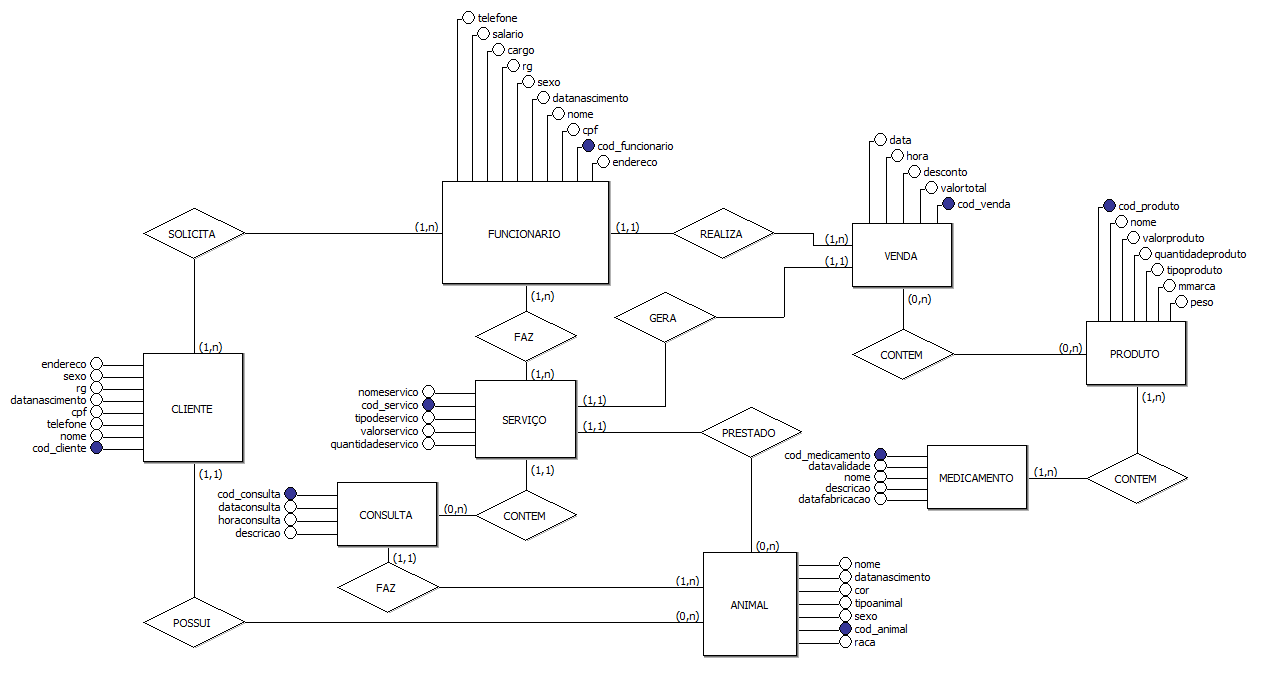 telefone
salario
cargo
rg
sexo
datanascimento
nome
cpf
cod_funcionario
endereco
FUNCIONARIO
(1,n)
(1,1)
(1,n)
SOLICITA
(1,n)
REALIZA
data
hora
desconto
valortotal
cod_venda
(1,n)
(1,1)
VENDA
(0,n)
GERA
FAZ
(1,n)
CONTEM
(0,n)
cod_produto
nome
valorproduto
quantidadeproduto
tipoproduto
mmarca
peso
PRODUTO
(1,n)
endereco
sexo
rg
datanascimento
cpf
telefone
nome
cod_cliente
CLIENTE
(1,1)
nomeservico
cod_servico
tipodeservico
valorservico
quantidadeservico
SERVIÇO
(1,1)
(1,1)
(1,1)
PRESTADO
cod_medicamento
datavalidade
nome
descricao
datafabricacao
MEDICAMENTO
(1,n)
CONTEM
cod_consulta
dataconsulta
horaconsulta
descricao
CONSULTA
(0,n)
CONTEM
(1,1)
FAZ
(1,n)
(0,n)
POSSUI
(0,n)
ANIMAL
nome
datanascimento
cor
tipoanimal
sexo
cod_animal
raca